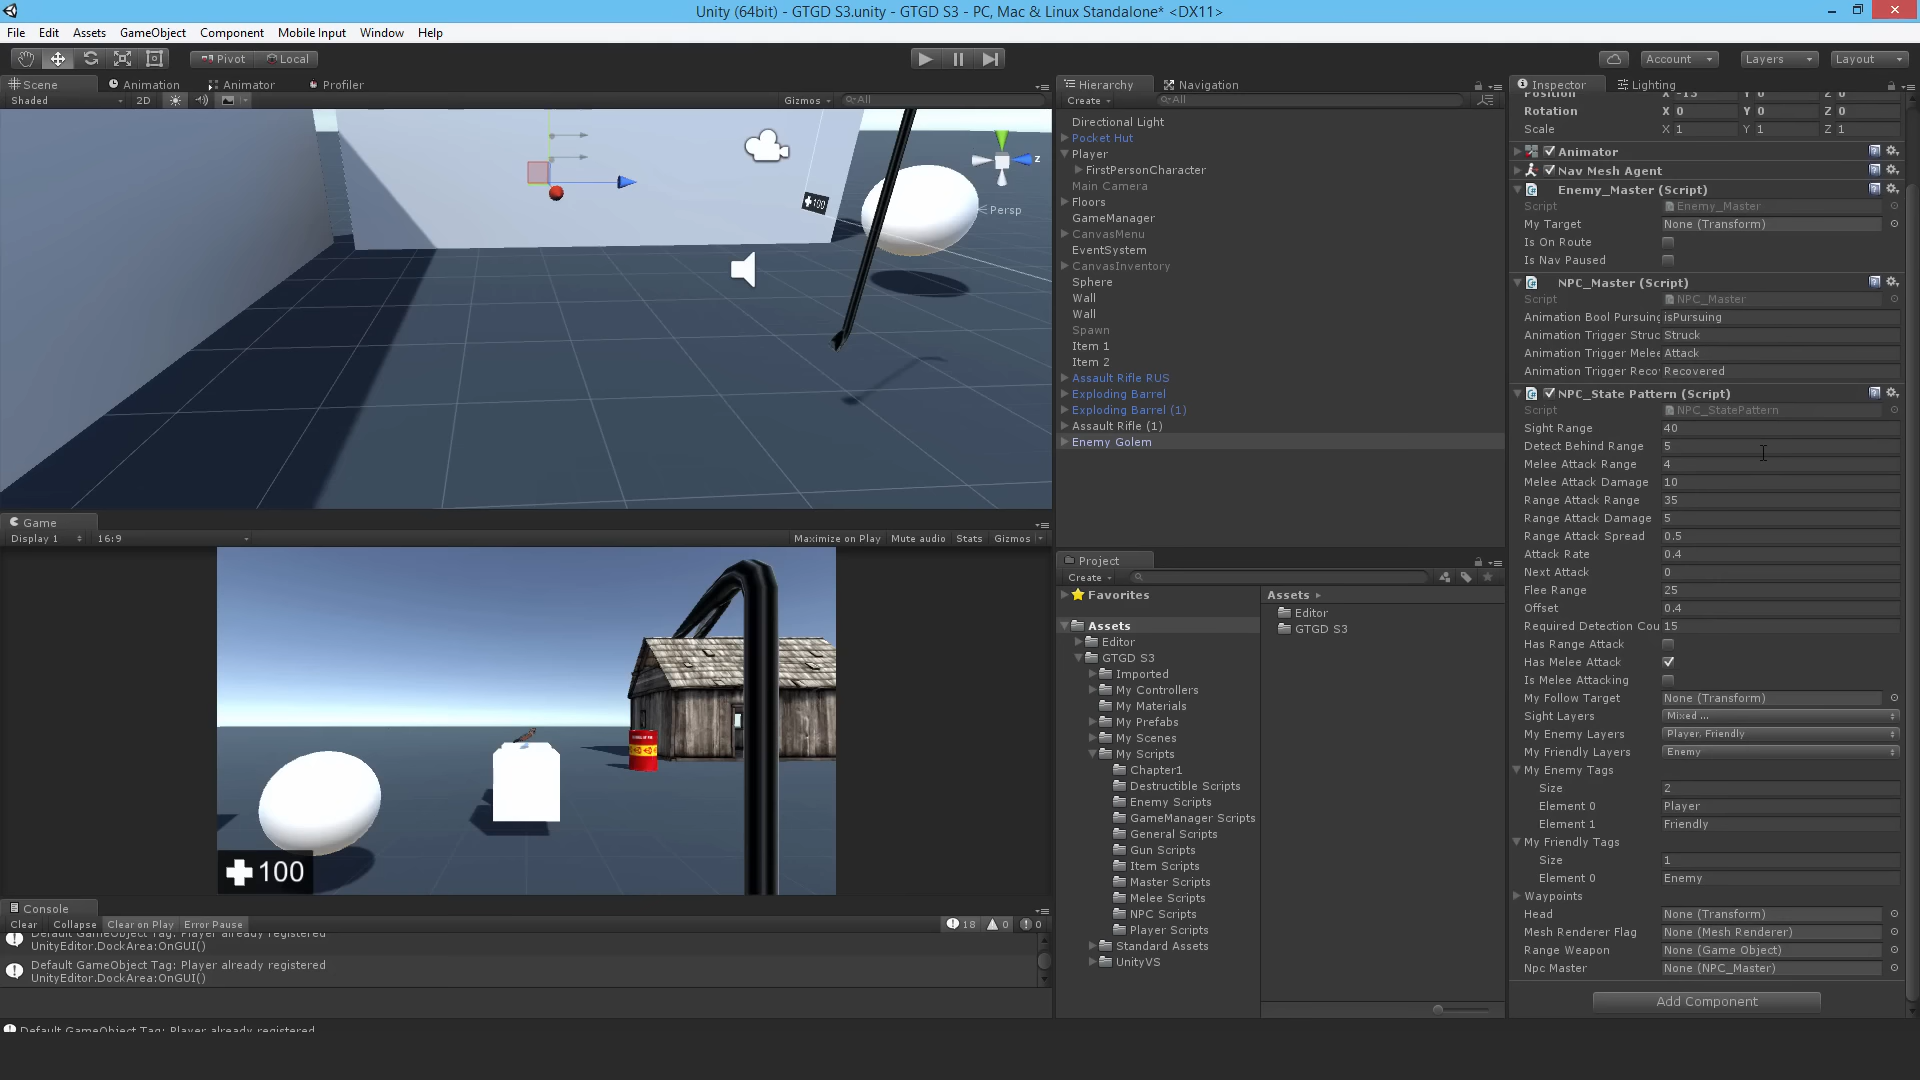 Unity (64bit) - GTGD S3.unity - GTGD S3 - PC, Mac & Linux Standalone* <DX11>
File Edit Assets GameObject Component Mobile Input Window Help
Pivot Local Account Layers Layout
Scene Animation Animator Profiler
Shaded 2D Gizmos All
+100
z
Persp
Game
Display 1 16:9 Maximize on Play Mute audio Stats Gizmos
+100
Console
Clear Collapse Clear on Play Error Pause 18 0 0
Default GameObject Tag: Player already registered
UnityEditor.DockArea:OnGUI()
Default GameObject Tag: Player already registered
UnityEditor.DockArea:OnGUI()
Default GameObject Tag: Player already registered
Hierarchy Navigation
Create All
Directional Light
Pocket Hut
Player
FirstPersonCharacter
Main Camera
Floors
GameManager
CanvasMenu
EventSystem
CanvasInventory
Sphere
Wall
Wall
Spawn
Item 1
Item 2
Assault Rifle RUS
Exploding Barrel
Exploding Barrel (1)
Assault Rifle (1)
Enemy Golem
Project
Create
Favorites
Assets
Editor
GTGD S3
Imported
My Controllers
My Materials
My Prefabs
My Scenes
My Scripts
Chapter1
Destructible Scripts
Enemy Scripts
GameManager Scripts
General Scripts
Gun Scripts
Item Scripts
Master Scripts
Melee Scripts
NPC Scripts
Player Scripts
Standard Assets
UnityVS
Assets
Editor
GTGD S3
Inspector Lighting
Position X -13 Y 0 Z 0
Rotation X 0 Y 0 Z 0
Scale X 1 Y 1 Z 1
Animator
Nav Mesh Agent
Enemy_Master (Script)
Script Enemy_Master
My Target None (Transform)
Is On Route
Is Nav Paused
NPC_Master (Script)
Script NPC_Master
Animation Bool Pursuing isPursuing
Animation Trigger Struc Struck
Animation Trigger Melee Attack
Animation Trigger Reco Recovered
NPC_State Pattern (Script)
Script NPC_StatePattern
Sight Range 40
Detect Behind Range 5
Melee Attack Range 4
Melee Attack Damage 10
Range Attack Range 35
Range Attack Damage 5
Range Attack Spread 0.5
Attack Rate 0.4
Next Attack 0
Flee Range 25
Offset 0.4
Required Detection Cou 15
Has Range Attack
Has Melee Attack
Is Melee Attacking
My Follow Target None (Transform)
Sight Layers Mixed ...
My Enemy Layers Player, Friendly
My Friendly Layers Enemy
My Enemy Tags
Size 2
Element 0 Player
Element 1 Friendly
My Friendly Tags
Size 1
Element 0 Enemy
Waypoints
Head None (Transform)
Mesh Renderer Flag None (Mesh Renderer)
Range Weapon None (Game Object)
Npc Master None (NPC_Master)
Add Component